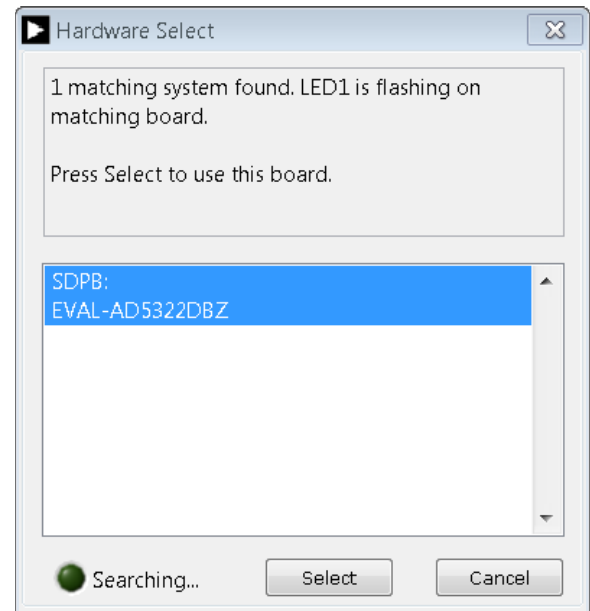 Hardware Select
1 matching system found. LED1 is flashing on
matching board.
Press Select to use this board.
SDPB:
EVAL-AD5322DBZ
Searching...
Select
Cancel